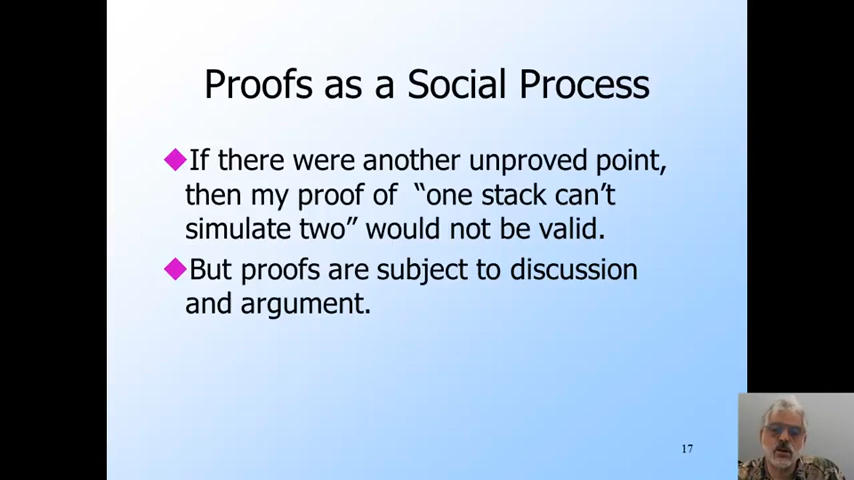 Proofs as a Social Process
If there were another unproved point,
then my proof of “one stack can’t
simulate two” would not be valid.
But proofs are subject to discussion
and argument.
17